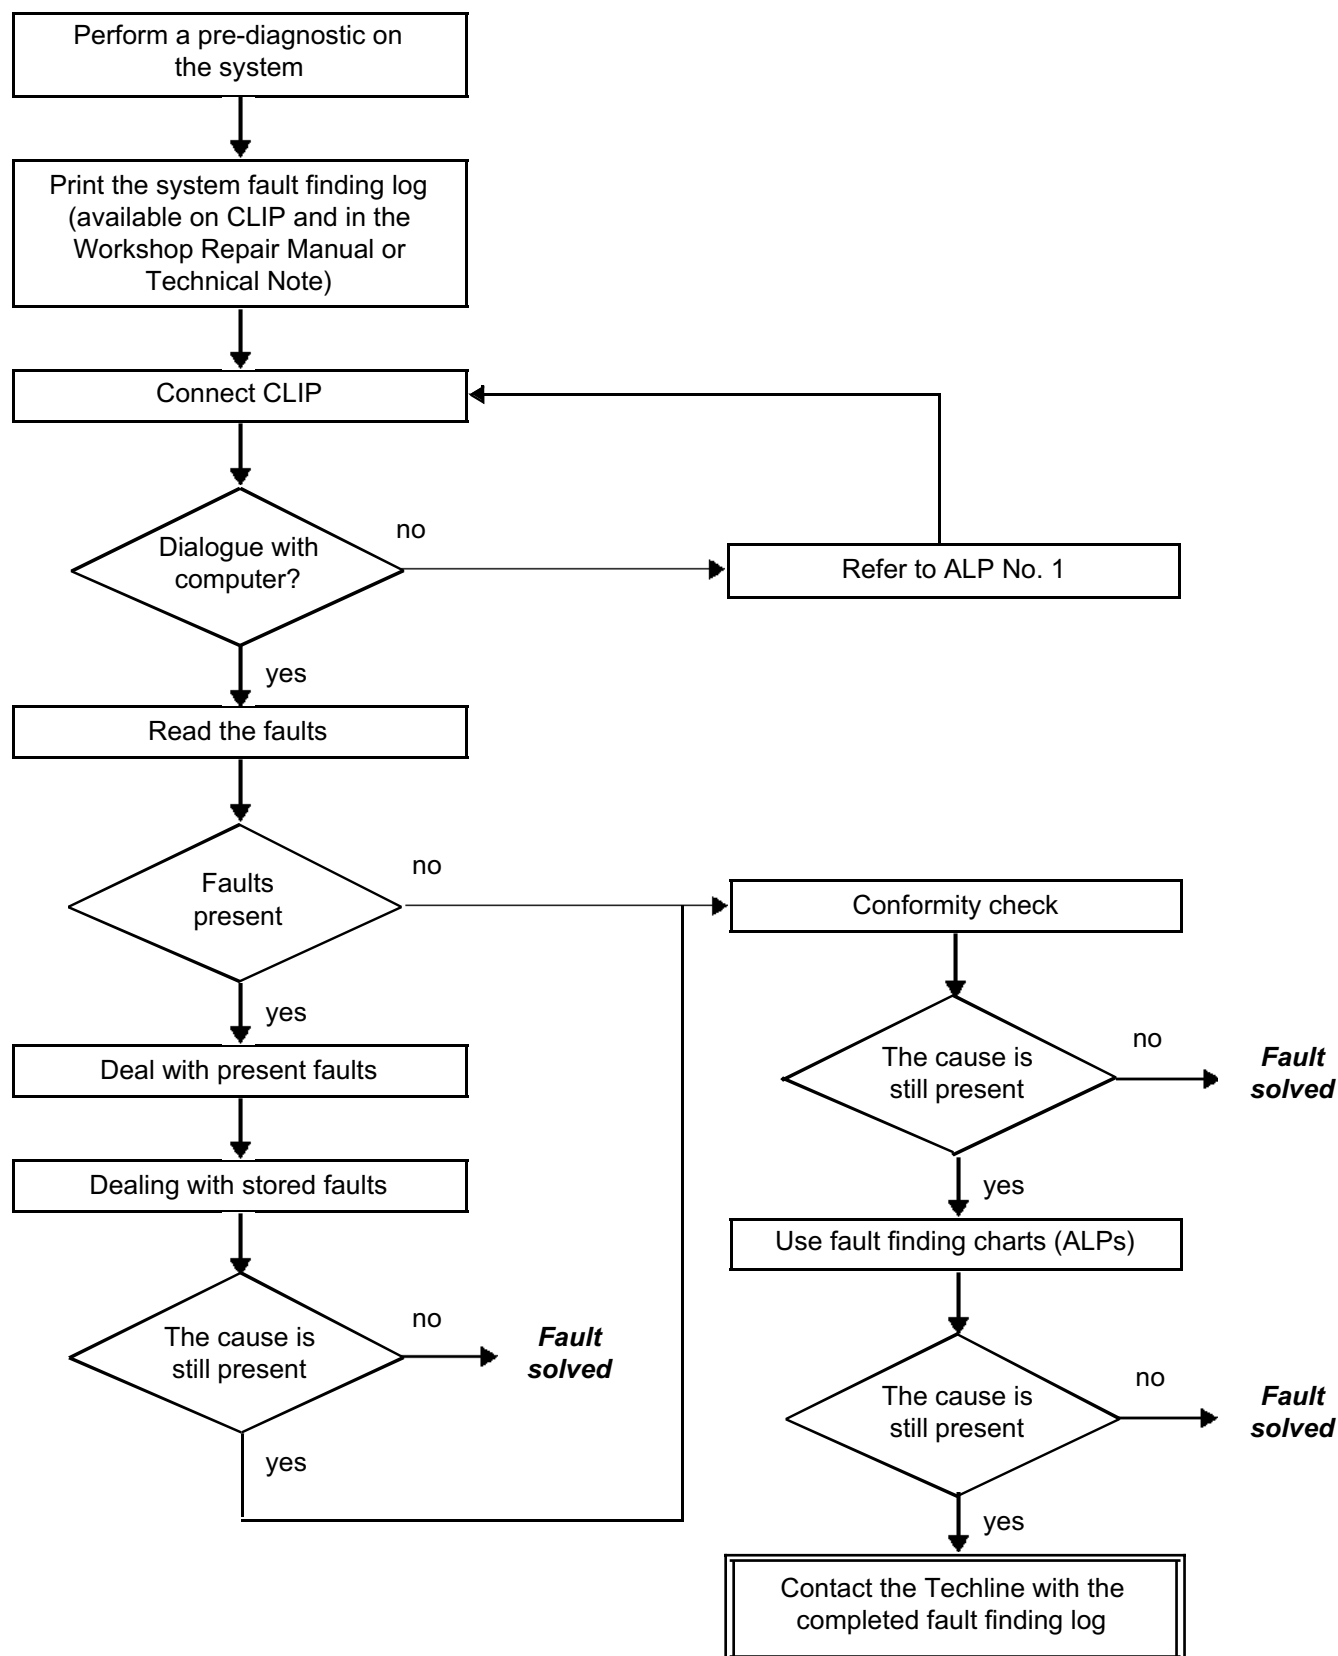 Perform a pre-diagnostic on
the system
Print the system fault finding log
(available on CLIP and in the
Workshop Repair Manual or
Technical Note)
Connect CLIP
Dialogue with
computer?
no
Refer to ALP No. 1
yes
Read the faults
Faults
present
no
yes
Deal with present faults
Dealing with stored faults
The cause is
still present
no
Fault
solved
yes
Conformity check
The cause is
still present
no
Fault
solved
yes
Use fault finding charts (ALPs)
The cause is
still present
no
Fault
solved
yes
Contact the Techline with the
completed fault finding log